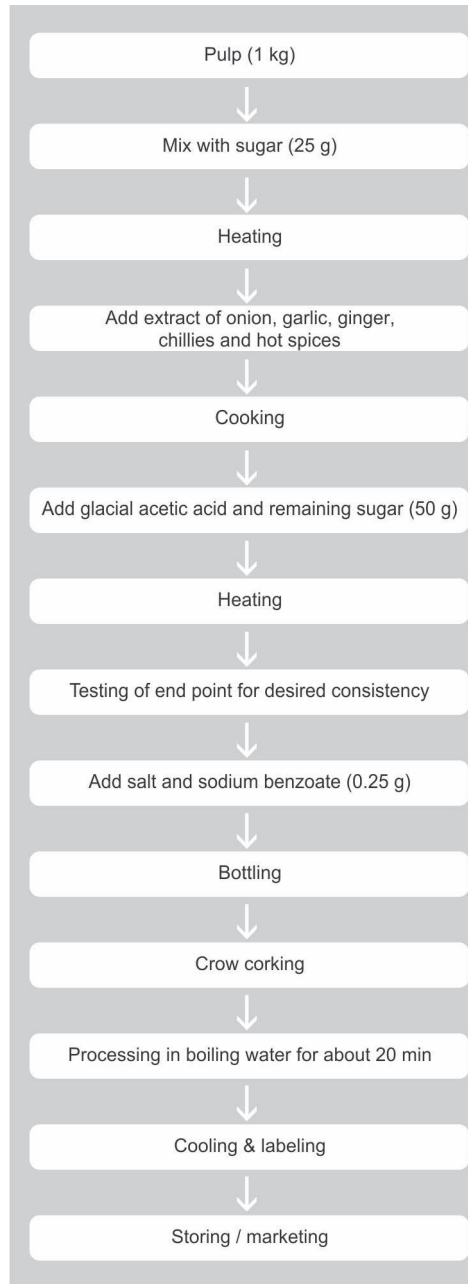 Pulp (1 kg)
Mix with sugar (25 g)
Heating
Add extract of onion, garlic, ginger,
chillies and hot spices
Cooking
Add glacial acetic acid and remaining sugar (50 g)
Heating
Testing of end point for desired consistency
Add salt and sodium benzoate (0.25 g)
Bottling
Crow corking
Processing in boiling water for about 20 min
Cooling & labeling
Storing / marketing